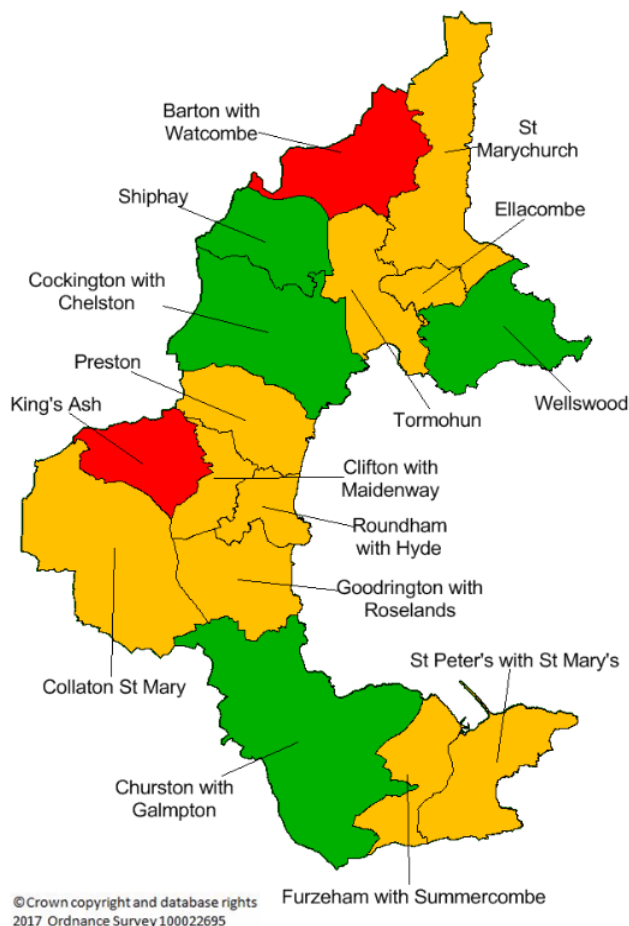 Barton with
Watcombe
St
Marychurch
Shiphay
Ellacombe
Cockington with
Chelston
Preston
King's Ash
Tormohun
Wellswood
Clifton with
Maidenway
Roundham
with Hyde
Goodrington with
Roselands
St Peter's with St Mary's
Collaton St Mary
Churston with
Galmpton
Furzeham with Summercombe
©Crown copyright and database rights
2017 Ordnance Survey 100022695